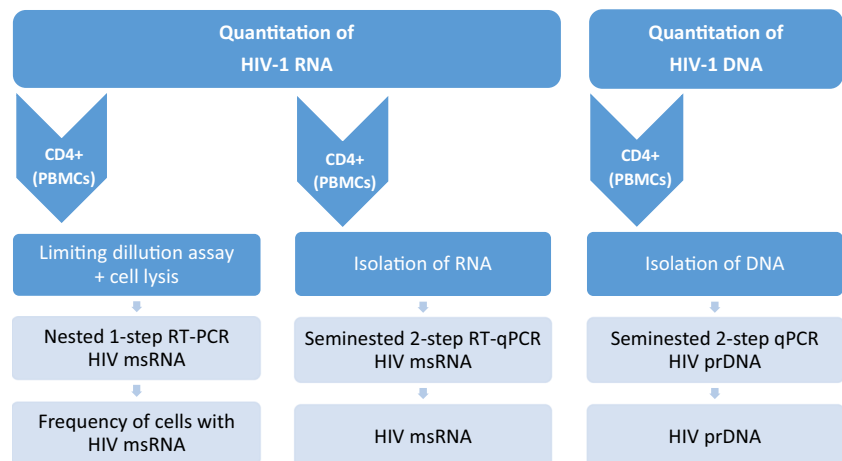 Quantitation of
HIV-1 RNA
Quantitation of
HIV-1 DNA
CD4+
(PBMCs)
CD4+
(PBMCs)
CD4+
(PBMCs)
Limiting dillution assay
+ cell lysis
Isolation of RNA
Isolation of DNA
Nested 1-step RT-PCR
HIV msRNA
Seminested 2-step RT-qPCR
HIV msRNA
Seminested 2-step qPCR
HIV prDNA
Frequency of cells with
HIV msRNA
HIV msRNA
HIV prDNA